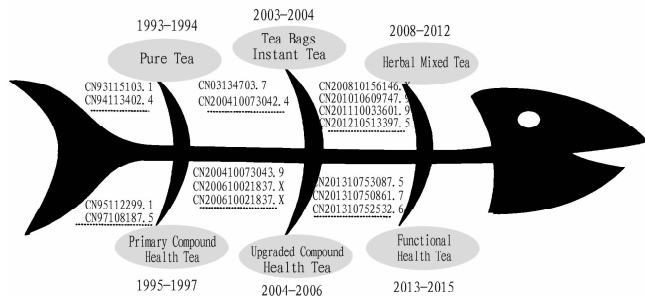 1993-1994
Pure Tea
CN93115103.1
CN94113402.4
2003-2004
Tea Bags
Instant Tea
CN03134703.7
CN200410073042.4
2008-2012
Herbal Mixed Tea
CN200810156146.X
CN201010609747.9
CN201110033601.9
CN201210513397.5
CN95112299.1
CN97108187.5
Primary Compound
Health Tea
1995-1997
CN200410073043.9
CN200610021837.X
CN200610021837.X
Upgraded Compound
Health Tea
2004-2006
CN201310753087.5
CN201310750861.7
CN201310752532.6
Functional
Health Tea
2013-2015